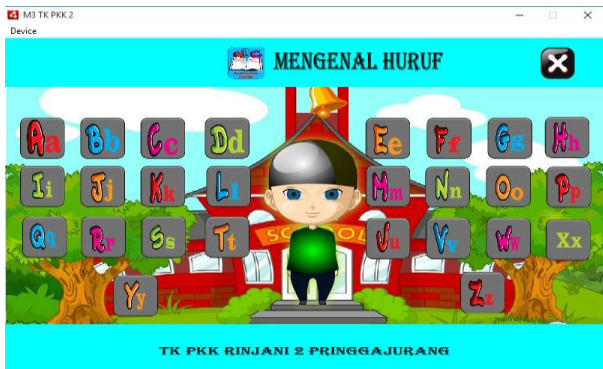 M3 TK PKK 2
Device
MENGENAL HURUF
Aa Bb Cc Dd Ee Ff Gg Hh
Ii Jj Kk Ll Mm Nn Oo Pp
SCHOOL
Qq Rr Ss Tt Uu Vv Ww Xx
Yy Zz
TK PKK RINJANI 2 PRINGGAJURANG